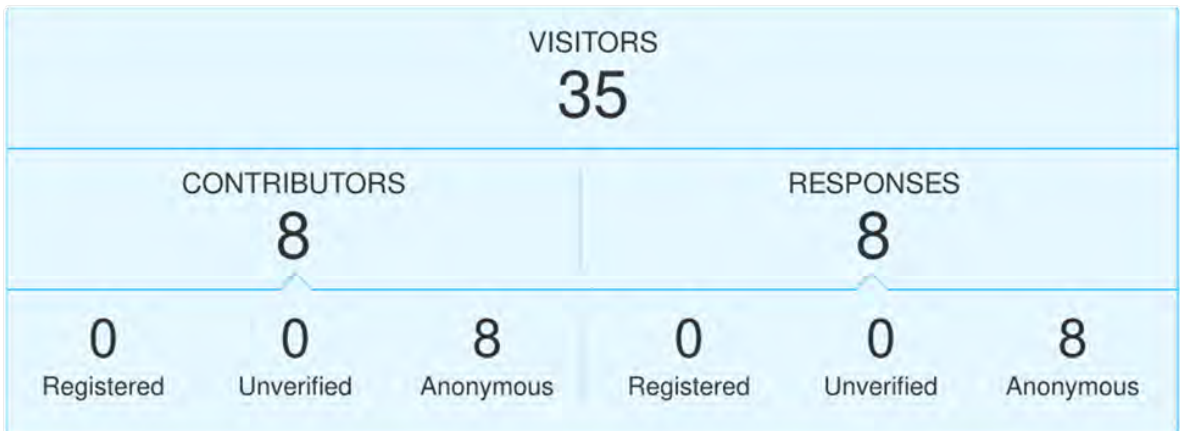 VISITORS
35
CONTRIBUTORS RESPONSES
8 8
0 0 8 0 0 8
Registered Unverified Anonymous Registered Unverified Anonymous